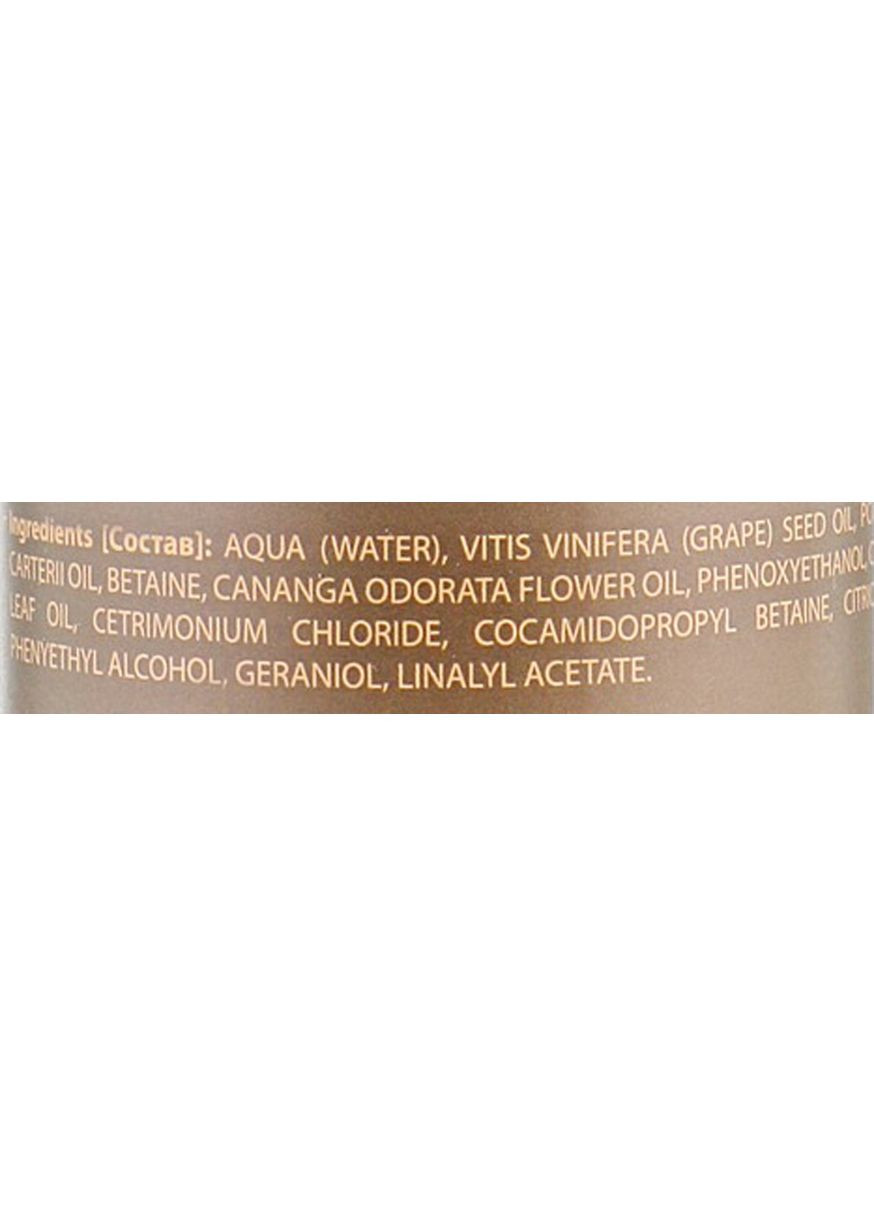 Ingredients [Состав]: AQUA (WATER), VITIS VINIFERA (GRAPE) SEED OIL,
CARTERII OIL, BETAINE, CANANGA ODORATA FLOWER OIL, PHENOXYETHANOL,
LEAF OIL, CETRIMONIUM CHLORIDE, COCAMIDOPROPYL BETAINE,
PHENYETHYL ALCOHOL, GERANIOL, LINALYL ACETATE.